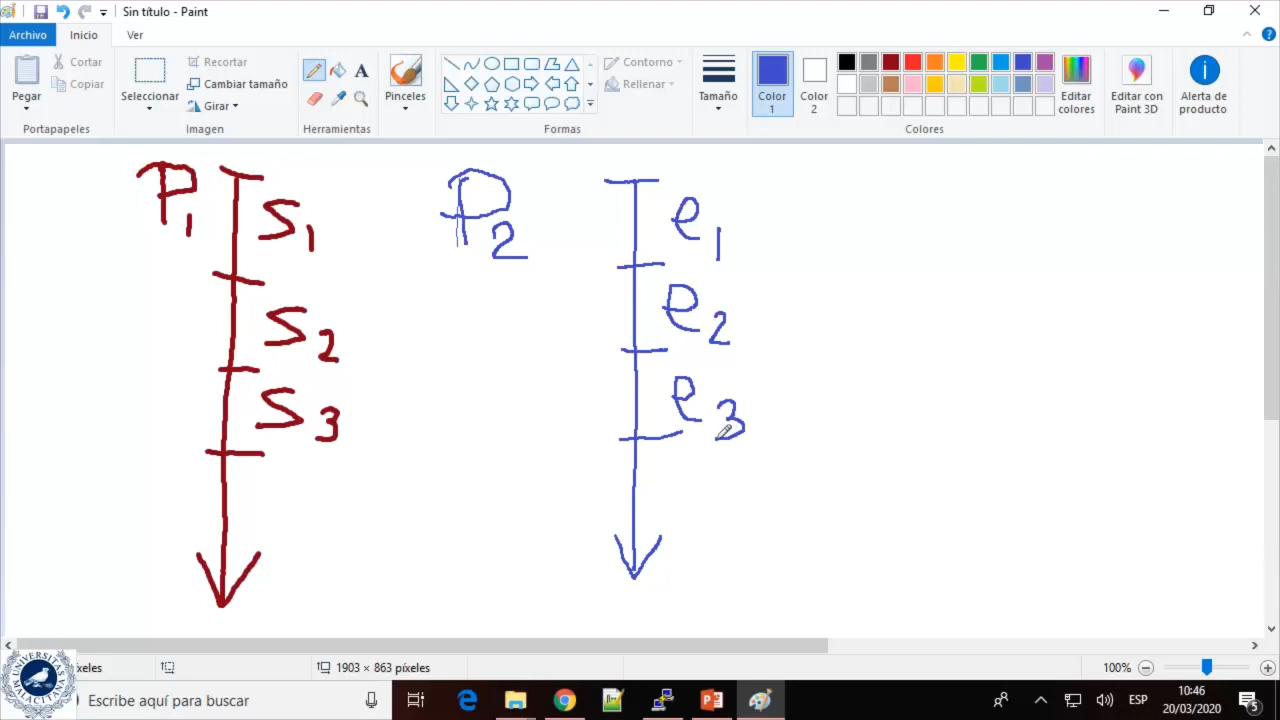 Sin título - Paint
Archivo Inicio Ver
Pegar
Cortar
Copiar
Portapapeles
Seleccionar
Recortar
Cambiar tamaño
Girar
Imagen
Herramientas
Pinceles
Contorno
Rellenar
Formas
Tamaño
Color 1
Color 2
Editar colores
Colores
Editar con Paint 3D
Alerta de producto
P1
S1
S2
S3
P2
e1
e2
e3
1903 × 863 píxeles
100%
Escribe aquí para buscar
ESP
10:46
20/03/2020
5